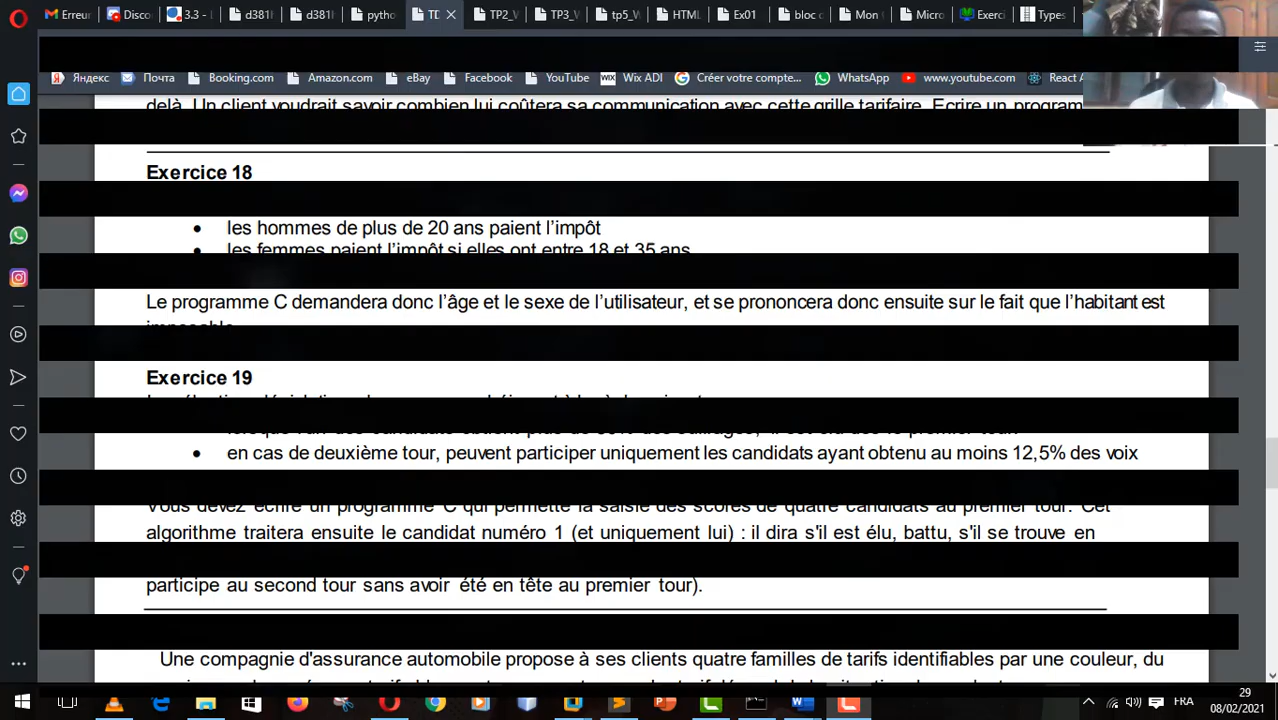 Erreur
Disco
3.3 - L
d381h
d381h
pytho
TD
TP2_V
TP3_V
tp5_W
HTML
Ex01
bloc d
Mon t
Micro
Exerci
Types
Яндекс
Почта
Booking.com
Amazon.com
eBay
Facebook
YouTube
Wix ADI
Créer votre compte...
WhatsApp
www.youtube.com
React A
delà. Un client voudrait savoir combien lui coûtera sa communication avec cette grille tarifaire. Ecrire un program
Exercice 18
• les hommes de plus de 20 ans paient l'impôt
• les femmes paient l'impôt si elles ont entre 18 et 35 ans
Le programme C demandera donc l'âge et le sexe de l'utilisateur, et se prononcera donc ensuite sur le fait que l'habitant est
Exercice 19
• en cas de deuxième tour, peuvent participer uniquement les candidats ayant obtenu au moins 12,5% des voix
Vous devez écrire un programme C qui permette la saisie des scores de quatre candidats au premier tour. Cet
algorithme traitera ensuite le candidat numéro 1 (et uniquement lui) : il dira s'il est élu, battu, s'il se trouve en
participe au second tour sans avoir été en tête au premier tour).
Une compagnie d'assurance automobile propose à ses clients quatre familles de tarifs identifiables par une couleur, du
FR
29
08/02/2021